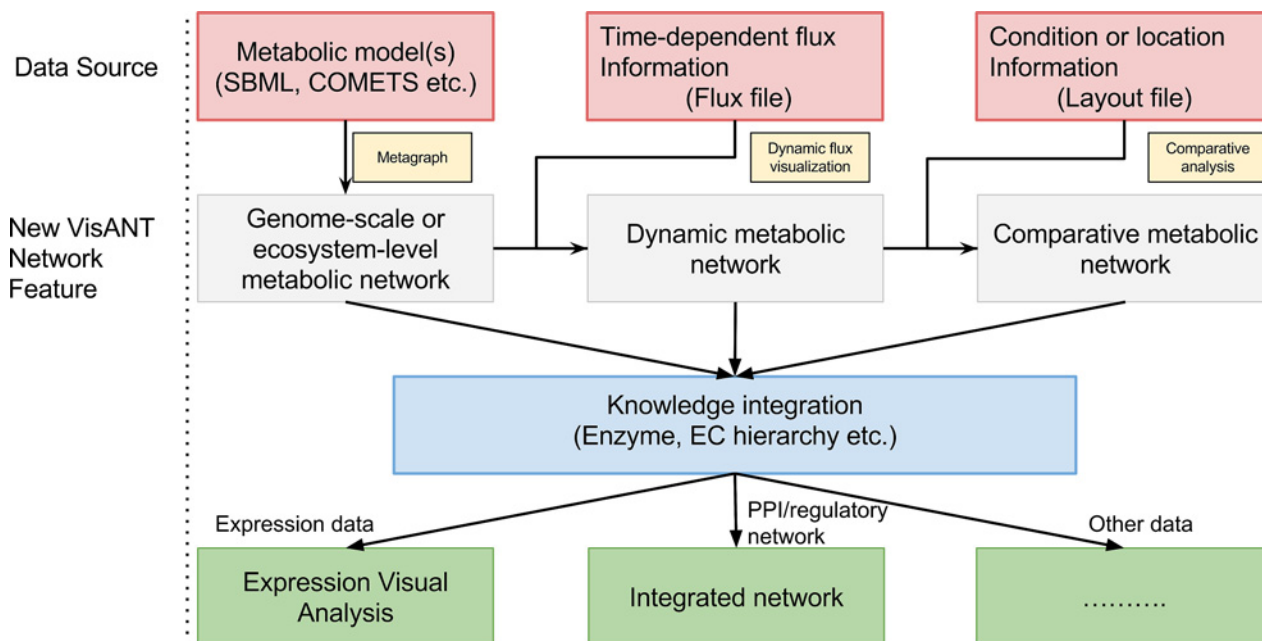 Data Source
Metabolic model(s)
(SBML, COMETS etc.)
Time-dependent flux
Information
(Flux file)
Condition or location
Information
(Layout file)
Metagraph
Dynamic flux
visualization
Comparative
analysis
New VisANT
Network
Feature
Genome-scale or
ecosystem-level
metabolic network
Dynamic metabolic
network
Comparative metabolic
network
Knowledge integration
(Enzyme, EC hierarchy etc.)
Expression data
PPI/regulatory
network
Other data
Expression Visual
Analysis
Integrated network
..........